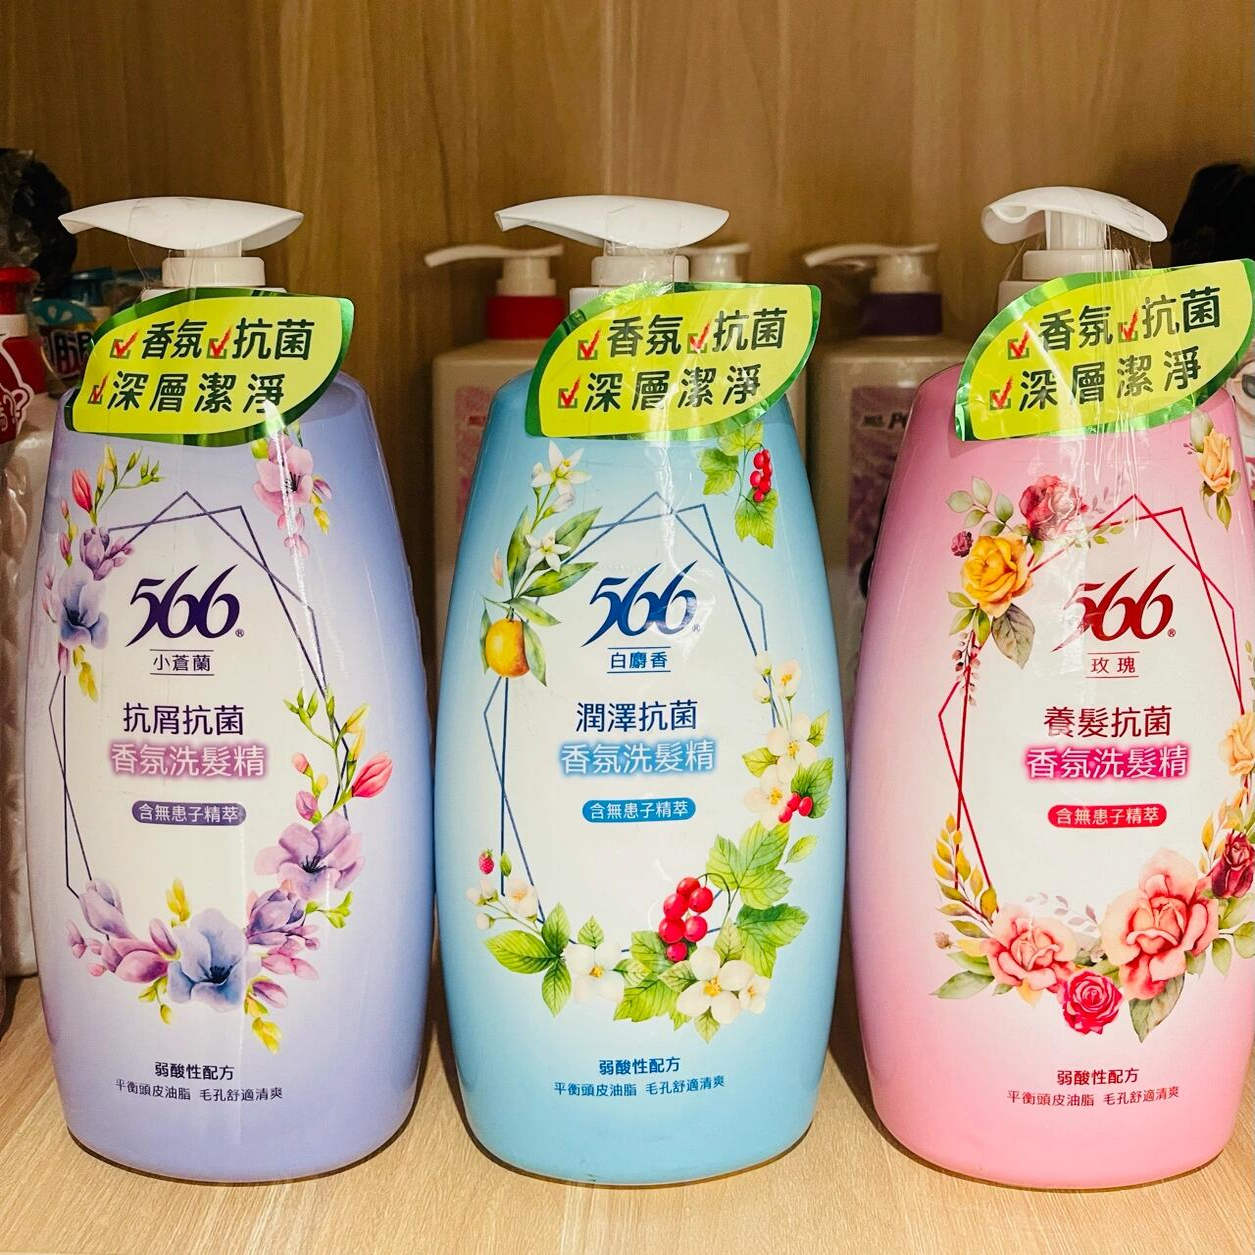 香氛抗菌
深層潔淨
566®
小蒼蘭
抗屑抗菌
香氛洗髮精
含無患子精萃
弱酸性配方
平衡頭皮油脂 毛孔舒適清爽
香氛抗菌
深層潔淨
566®
白麝香
潤澤抗菌
香氛洗髮精
含無患子精萃
弱酸性配方
平衡頭皮油脂 毛孔舒適清爽
香氛抗菌
深層潔淨
566®
玫瑰
養髮抗菌
香氛洗髮精
含無患子精萃
弱酸性配方
平衡頭皮油脂 毛孔舒適清爽